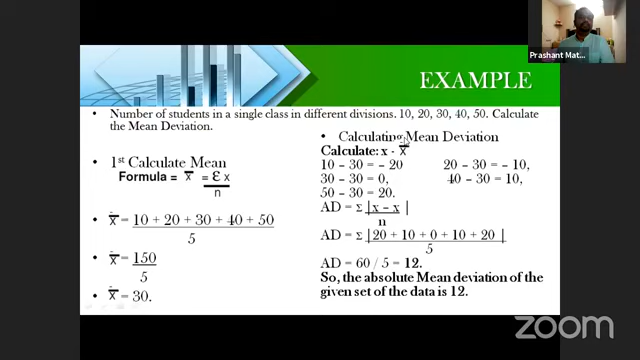 Prashant Mat...
EXAMPLE
• Number of students in a single class in different divisions. 10, 20, 30, 40, 50. Calculate
the Mean Deviation.
• 1st Calculate Mean
Formula = x̄ = Ɛ x
n
• x̄ = 10 + 20 + 30 + 40 + 50
5
• x̄ = 150
5
• x̄ = 30.
• Calculating Mean Deviation
Calculate: x - x̄
10 – 30 = – 20 20 – 30 = – 10,
30 – 30 = 0, 40 – 30 = 10,
50 – 30 = 20.
AD = Σ |x – x |
n
AD = Σ |20 + 10 + 0 + 10 + 20 |
5
AD = 60 / 5 = 12.
So, the absolute Mean deviation of the
given set of the data is 12.
zoom